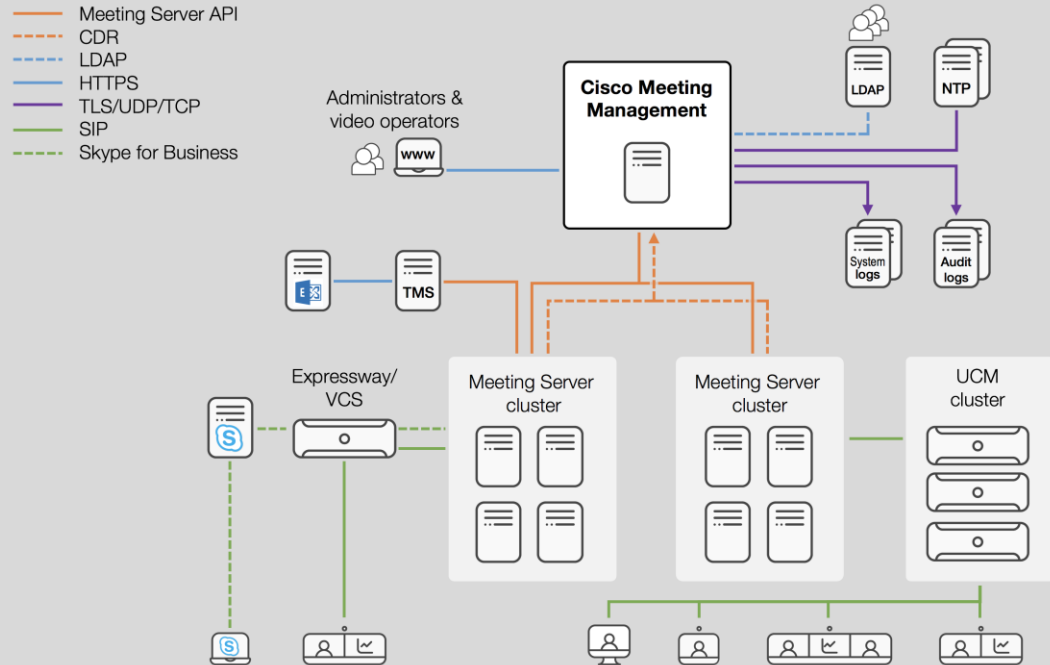 Meeting Server API
CDR
LDAP
HTTPS
TLS/UDP/TCP
SIP
Skype for Business
Administrators &
video operators
www
Cisco Meeting
Management
LDAP
NTP
System
logs
Audit
logs
E
TMS
Expressway/
VCS
Meeting Server
cluster
Meeting Server
cluster
UCM
cluster
S
S